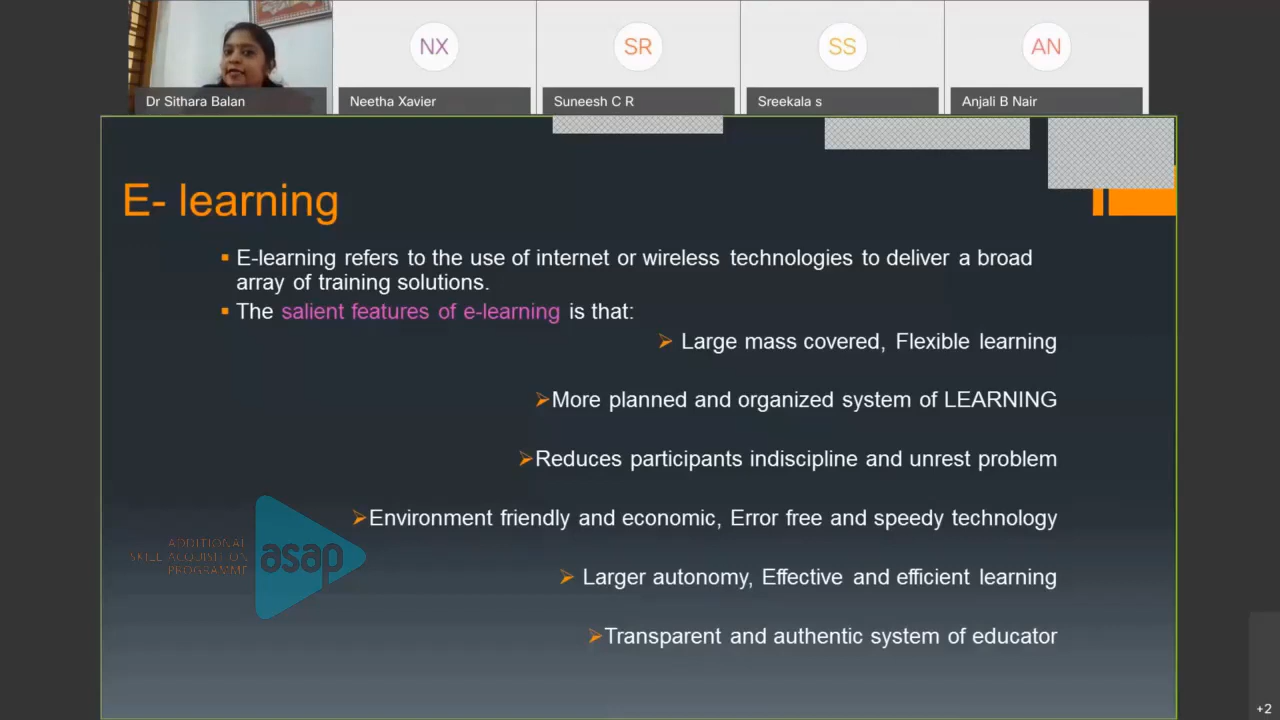 NX
SR
SS
AN
Dr Sithara Balan
Neetha Xavier
Suneesh C R
Sreekala s
Anjali B Nair
E- learning
E-learning refers to the use of internet or wireless technologies to deliver a broad
array of training solutions.
The salient features of e-learning is that:
Large mass covered, Flexible learning
More planned and organized system of LEARNING
Reduces participants indiscipline and unrest problem
Environment friendly and economic, Error free and speedy technology
Larger autonomy, Effective and efficient learning
Transparent and authentic system of educator
ADDITIONAL
SKILL ACQUISITION
PROGRAMME
asap
+2